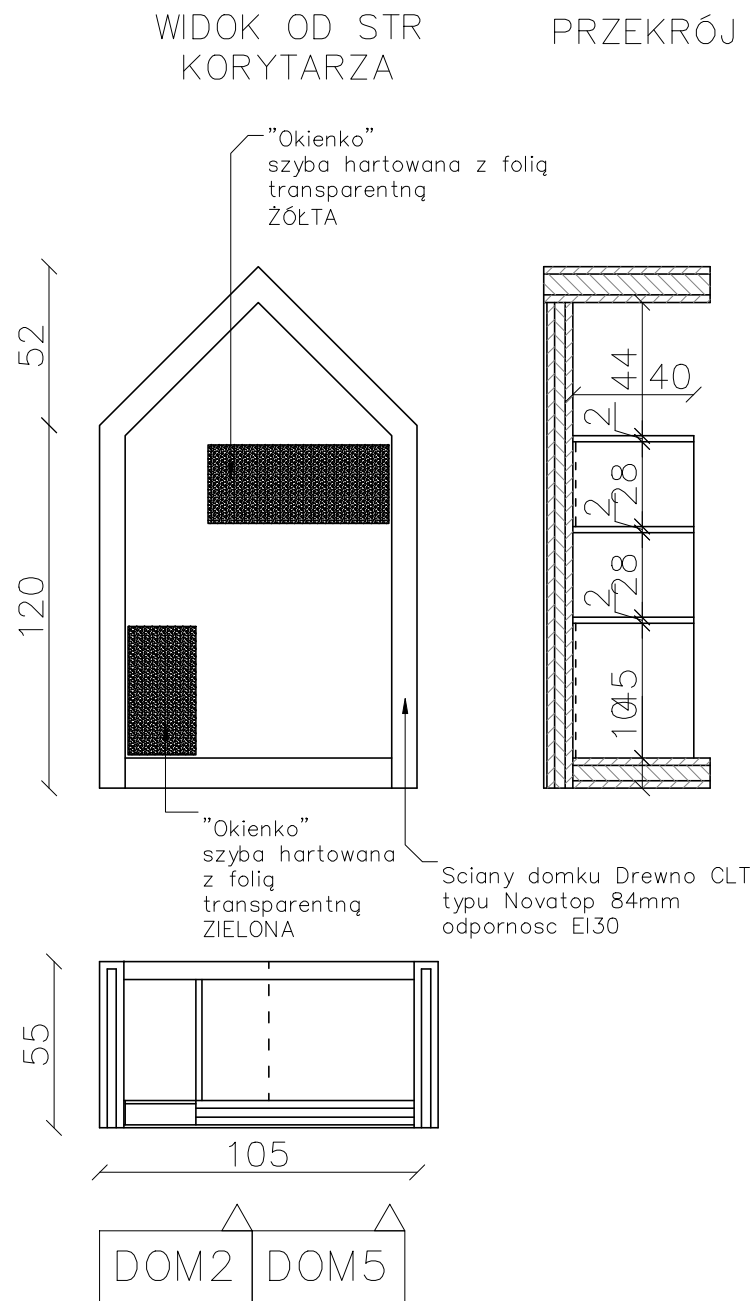 WIDOK OD STR
KORYTARZA
PRZEKRÓJ
"Okienko"
szyba hartowana z folią
transparentną
ŻÓŁTA
52
120
44
40
2
28
2
28
2
45
10
"Okienko"
szyba hartowana
z folią
transparentną
ZIELONA
Sciany domku Drewno CLT
typu Novatop 84mm
odpornosc EI30
55
105
DOM2
DOM5